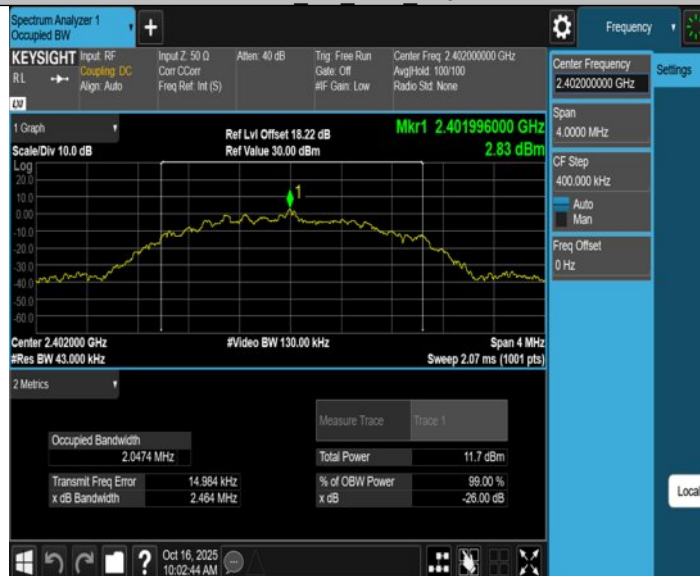 Spectrum Analyzer 1
Occupied BW
+
Frequency
KEYSIGHT
RL
LXI
Input: RF
Coupling: DC
Align: Auto
Input Z: 50 Ω
Corr CCorr
Freq Ref: Int (S)
Atten: 40 dB
Trig: Free Run
Gate: Off
#IF Gain: Low
Center Freq: 2.402000000 GHz
Avg|Hold: 100/100
Radio Std: None
Center Frequency
2.402000000 GHz
Settings
Span
4.0000 MHz
CF Step
400.000 kHz
Auto
Man
Freq Offset
0 Hz
Local
1 Graph
Scale/Div 10.0 dB
Ref Lvl Offset 18.22 dB
Ref Value 30.00 dBm
Mkr1 2.401996000 GHz
2.83 dBm
Log
20.0
10.0
0.00
-10.0
-20.0
-30.0
-40.0
-50.0
-60.0
1
Center 2.402000 GHz
#Res BW 43.000 kHz
#Video BW 130.00 kHz
Span 4 MHz
Sweep 2.07 ms (1001 pts)
2 Metrics
Measure Trace
Trace 1
Occupied Bandwidth
2.0474 MHz
Total Power
11.7 dBm
Transmit Freq Error
14.984 kHz
% of OBW Power
99.00 %
x dB Bandwidth
2.464 MHz
x dB
-26.00 dB
?
Oct 16, 2025
10:02:44 AM